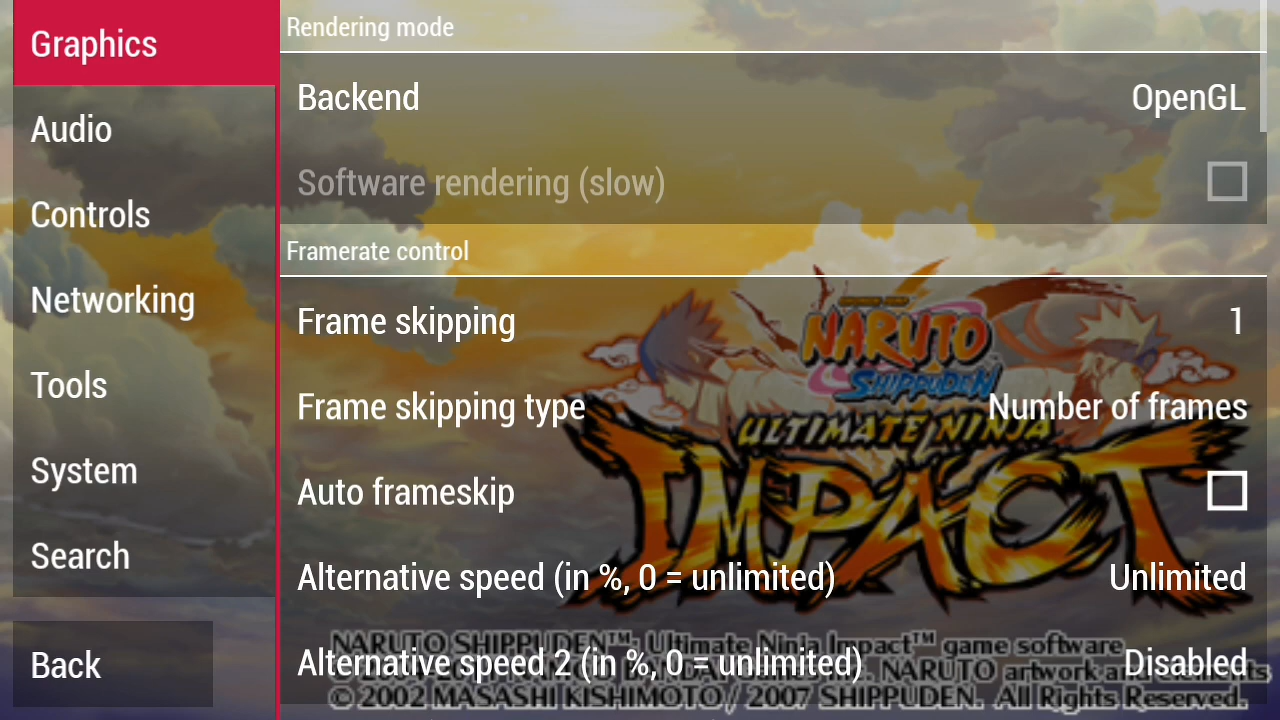 Graphics
Audio
Controls
Networking
Tools
System
Search
Back
Rendering mode
Backend OpenGL
Software rendering (slow)
Framerate control
Frame skipping 1
Frame skipping type Number of frames
Auto frameskip
Alternative speed (in %, 0 = unlimited) Unlimited
Alternative speed 2 (in %, 0 = unlimited) Disabled
NARUTO
SHIPPUDEN
ULTIMATE NINJA
IMPACT
NARUTO SHIPPUDEN™: Ultimate Ninja Impact™ game software
NARUTO artwork
© 2002 MASASHI KISHIMOTO / 2007 SHIPPUDEN. All Rights Reserved.